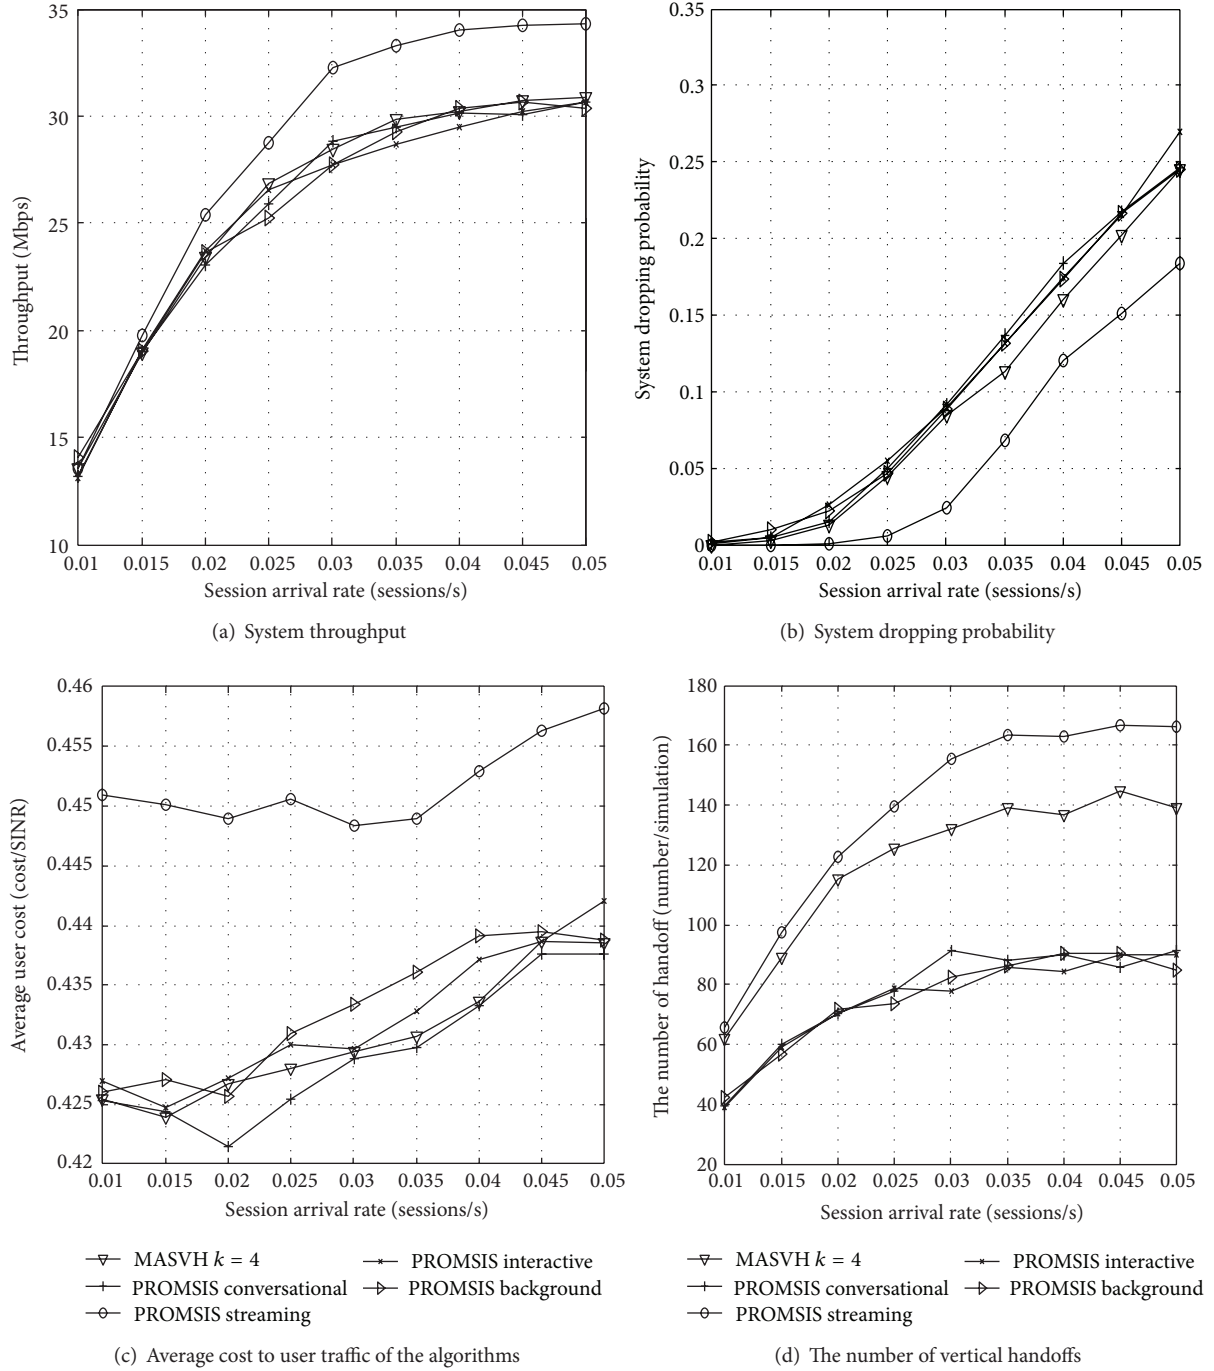 35
30
25
20
15
10
Throughput (Mbps)
0.01 0.015 0.02 0.025 0.03 0.035 0.04 0.045 0.05
Session arrival rate (sessions/s)
(a) System throughput
0.35
0.3
0.25
0.2
0.15
0.1
0.05
0
System dropping probability
0.01 0.015 0.02 0.025 0.03 0.035 0.04 0.045 0.05
Session arrival rate (sessions/s)
(b) System dropping probability
0.46
0.455
0.45
0.445
0.44
0.435
0.43
0.425
0.42
Average user cost (cost/SINR)
0.01 0.015 0.02 0.025 0.03 0.035 0.04 0.045 0.05
Session arrival rate (sessions/s)
MASVH k = 4
PROMSIS conversational
PROMSIS streaming
PROMSIS interactive
PROMSIS background
(c) Average cost to user traffic of the algorithms
180
160
140
120
100
80
60
40
20
The number of handoff (number/simulation)
0.01 0.015 0.02 0.025 0.03 0.035 0.04 0.045 0.05
Session arrival rate (sessions/s)
MASVH k = 4
PROMSIS conversational
PROMSIS streaming
PROMSIS interactive
PROMSIS background
(d) The number of vertical handoffs